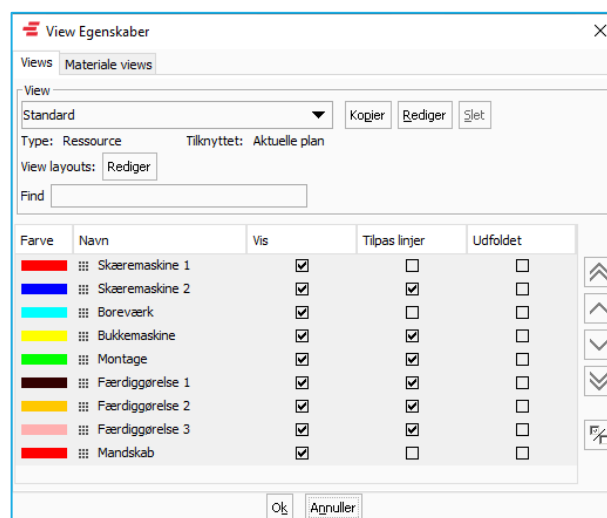 View Egenskaber
Views Materiale views
View
Standard Kopier Rediger Slet
Type: Ressource Tilknyttet: Aktuelle plan
View layouts: Rediger
Find
Farve Navn Vis Tilpas linjer Udfoldet
Skæremaskine 1
Skæremaskine 2
Boreværk
Bukkemaskine
Montage
Færdiggørelse 1
Færdiggørelse 2
Færdiggørelse 3
Mandskab
Ok Annuller